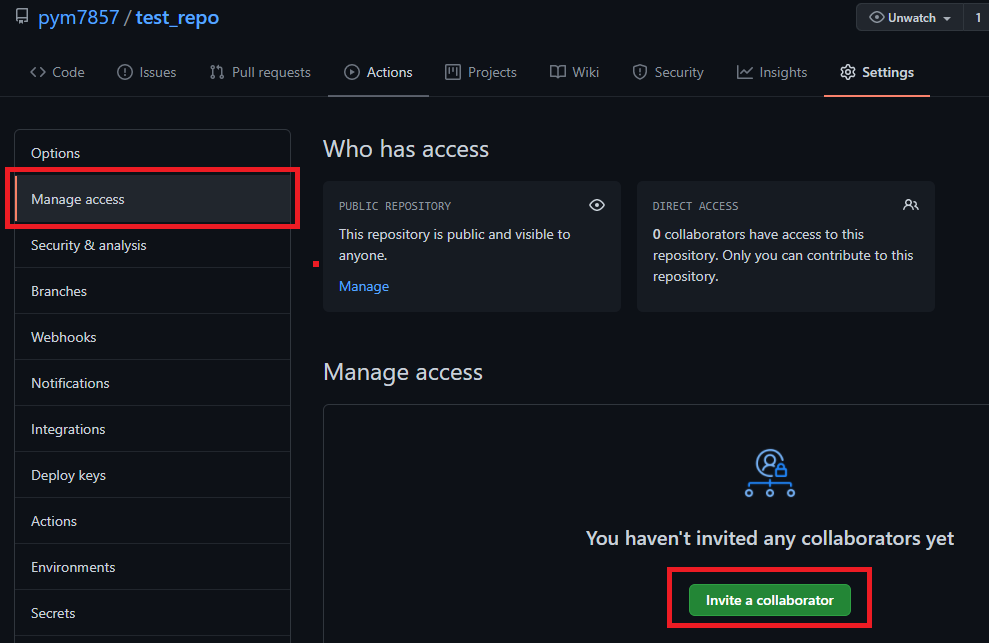 pym7857 / test_repo
Unwatch 1
Code Issues Pull requests Actions Projects Wiki Security Insights Settings
Options
Manage access
Security & analysis
Branches
Webhooks
Notifications
Integrations
Deploy keys
Actions
Environments
Secrets
Who has access
PUBLIC REPOSITORY
This repository is public and visible to
anyone.
Manage
DIRECT ACCESS
0 collaborators have access to this
repository. Only you can contribute to this
repository.
Manage access
You haven't invited any collaborators yet
Invite a collaborator